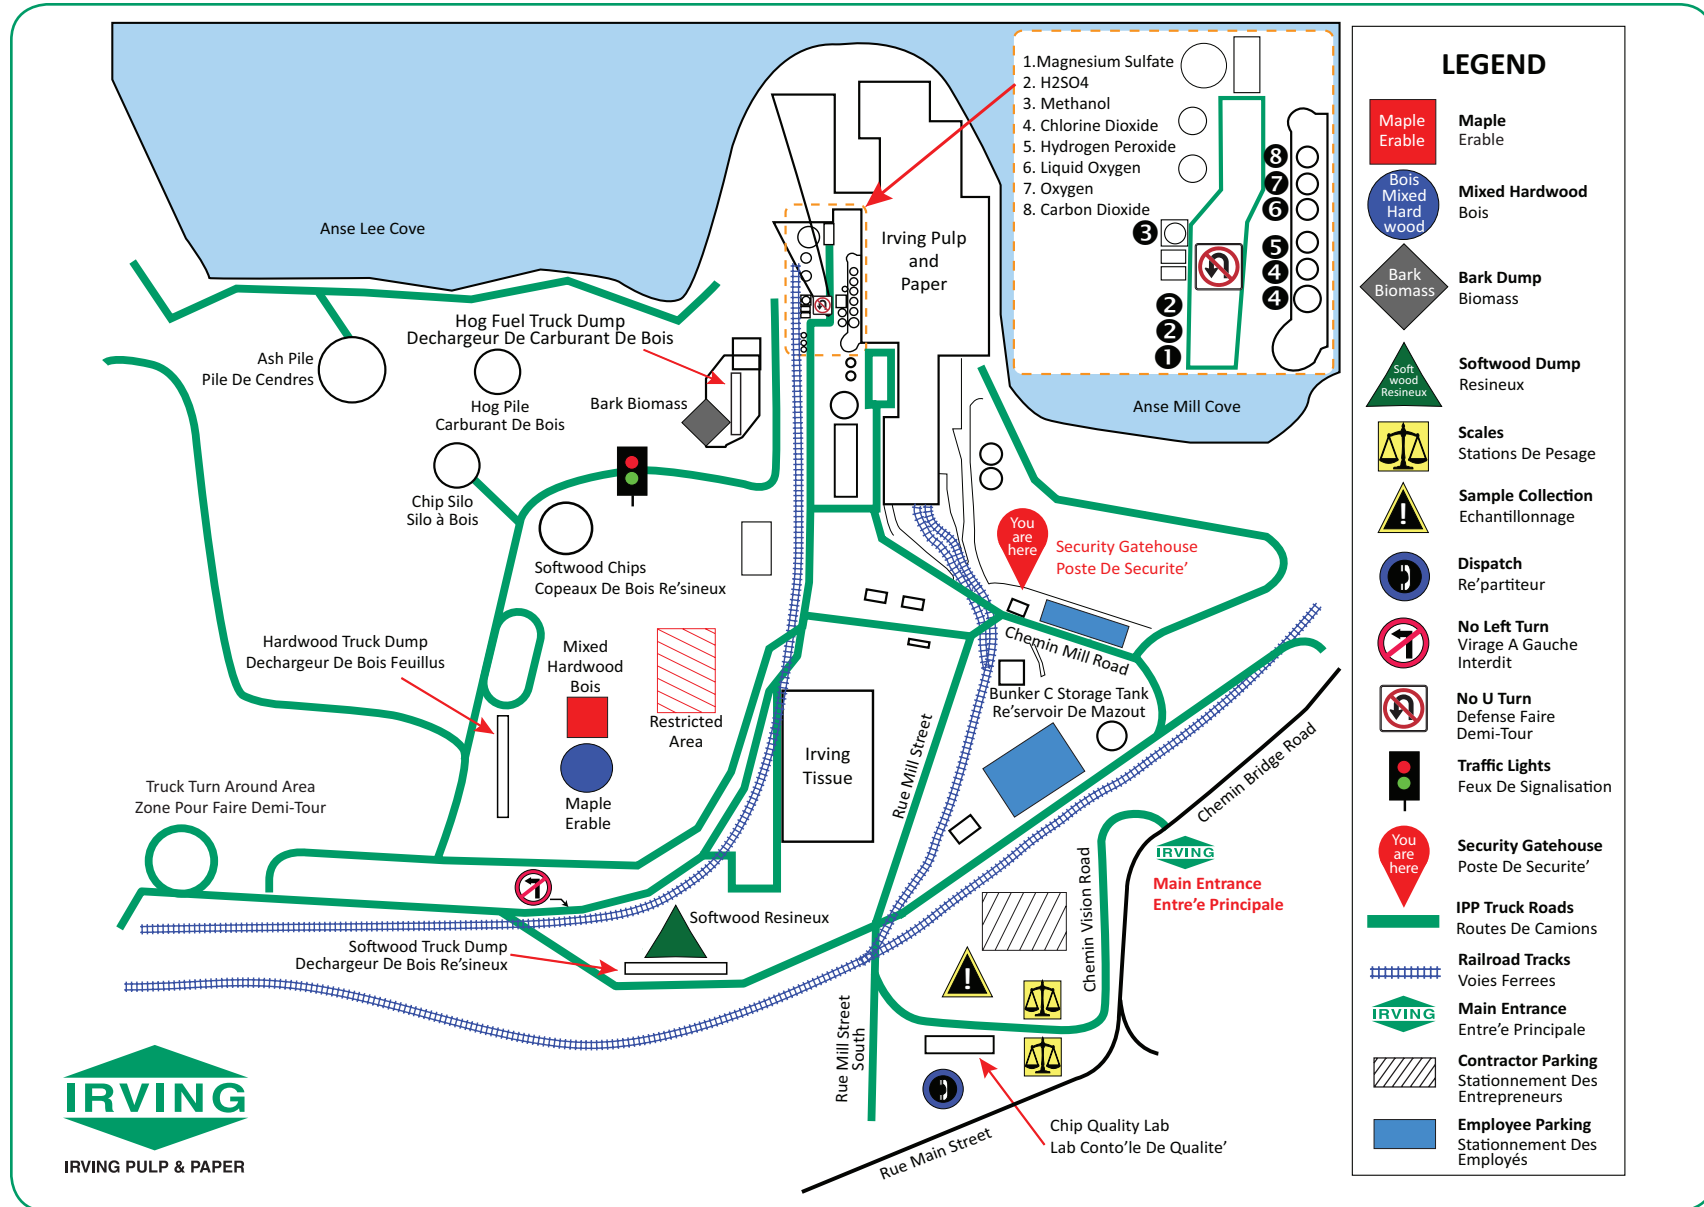 1.Magnesium Sulfate
2. H2SO4
3. Methanol
4. Chlorine Dioxide
5. Hydrogen Peroxide
6. Liquid Oxygen
7. Oxygen
8. Carbon Dioxide
8
7
6
3
5
4
4
2
2
1
Anse Lee Cove
Irving Pulp
and
Paper
Anse Mill Cove
Hog Fuel Truck Dump
Dechargeur De Carburant De Bois
Ash Pile
Pile De Cendres
Hog Pile
Carburant De Bois
Bark Biomass
Chip Silo
Silo à Bois
Softwood Chips
Copeaux De Bois Re'sineux
You
are
here
Security Gatehouse
Poste De Securite'
Hardwood Truck Dump
Dechargeur De Bois Feuillus
Mixed
Hardwood
Bois
Restricted
Area
Maple
Erable
Chemin Mill Road
Bunker C Storage Tank
Re'servoir De Mazout
Irving
Tissue
Rue Mill Street
Chemin Bridge Road
Truck Turn Around Area
Zone Pour Faire Demi-Tour
IRVING
Main Entrance
Entre'e Principale
Chemin Vision Road
Softwood Resineux
Softwood Truck Dump
Dechargeur De Bois Re'sineux
!
Rue Mill Street
South
Chip Quality Lab
Lab Conto'le De Qualite'
Rue Main Street
IRVING
IRVING PULP & PAPER
LEGEND
Maple
Erable
Maple
Erable
Bois
Mixed
Hard
wood
Mixed Hardwood
Bois
Bark
Biomass
Bark Dump
Biomass
Soft
wood
Resineux
Softwood Dump
Resineux
Scales
Stations De Pesage
!
Sample Collection
Echantillonnage
Dispatch
Re'partiteur
No Left Turn
Virage A Gauche
Interdit
No U Turn
Defense Faire
Demi-Tour
Traffic Lights
Feux De Signalisation
You
are
here
Security Gatehouse
Poste De Securite'
IPP Truck Roads
Routes De Camions
Railroad Tracks
Voies Ferrees
IRVING
Main Entrance
Entre'e Principale
Contractor Parking
Stationnement Des
Entrepreneurs
Employee Parking
Stationnement Des
Employés